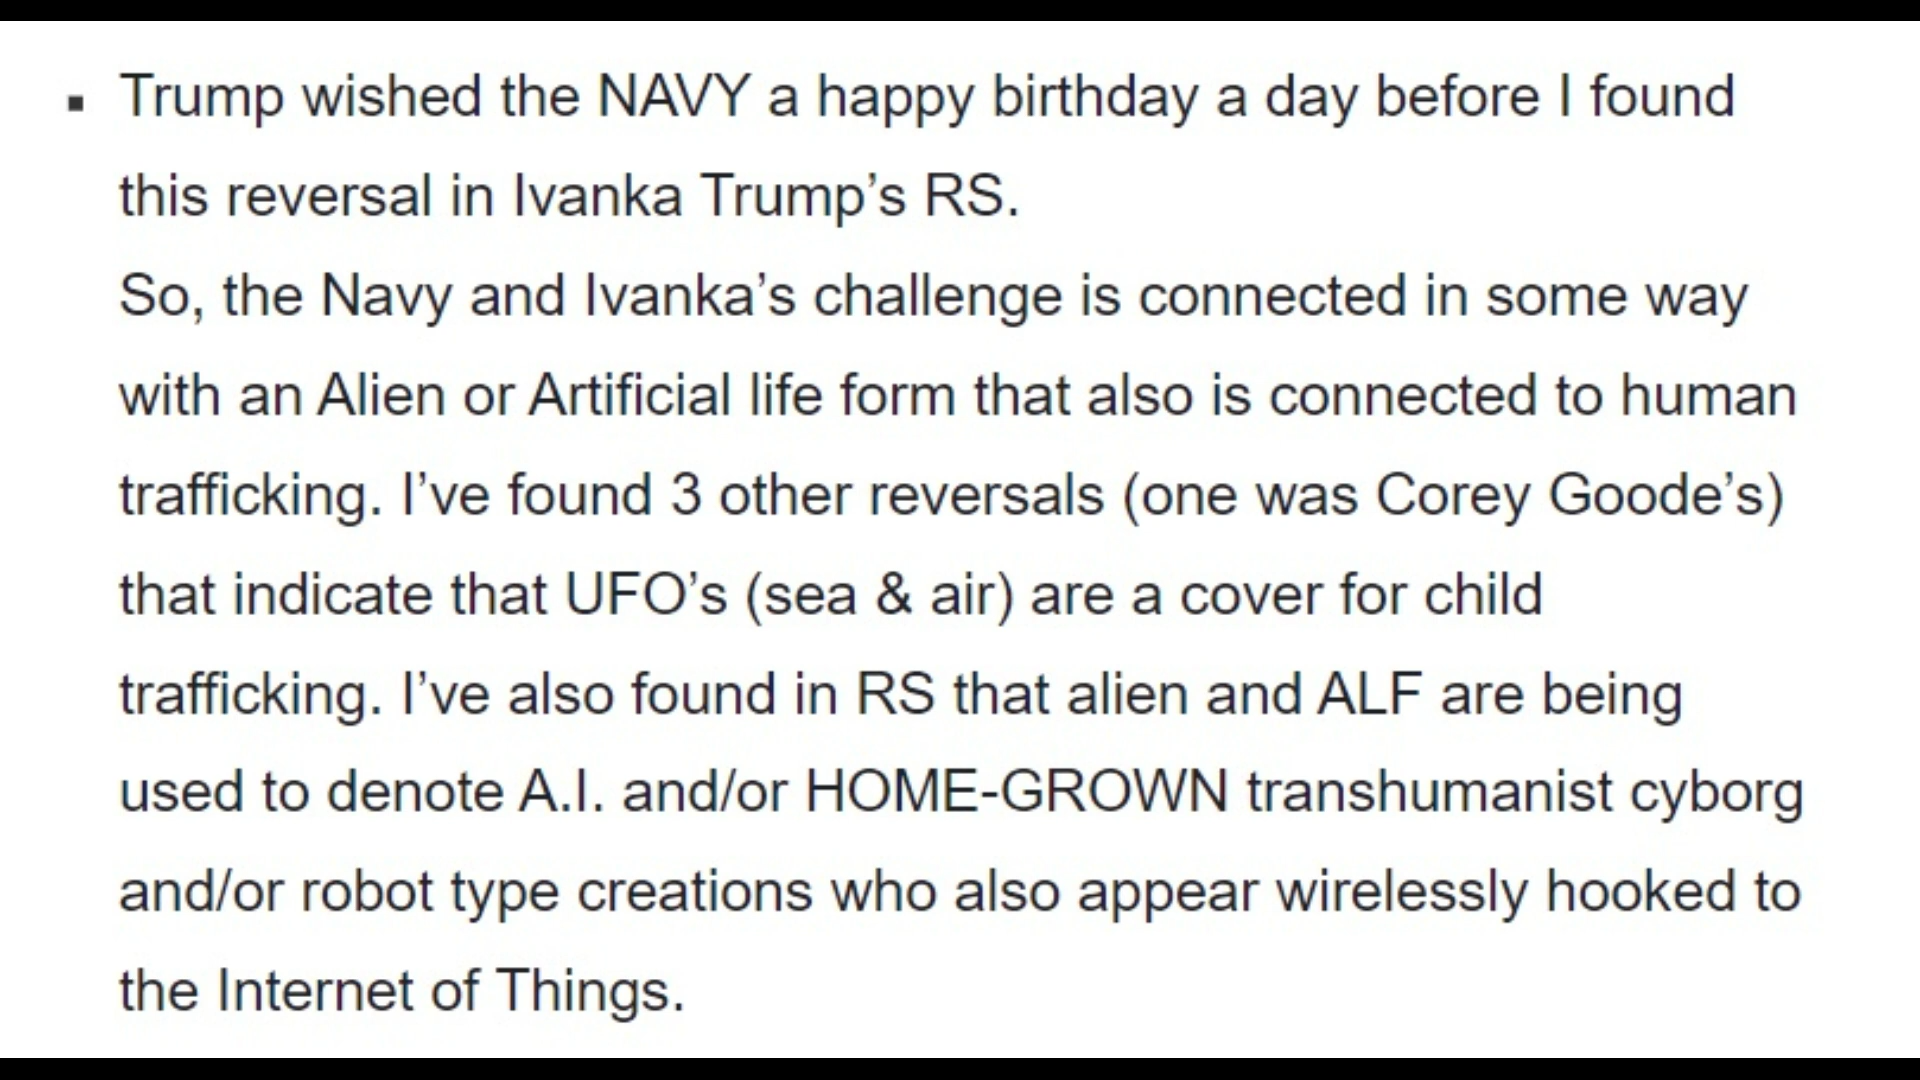 ▪ Trump wished the NAVY a happy birthday a day before I found
this reversal in Ivanka Trump’s RS.
So, the Navy and Ivanka’s challenge is connected in some way
with an Alien or Artificial life form that also is connected to human
trafficking. I’ve found 3 other reversals (one was Corey Goode’s)
that indicate that UFO’s (sea & air) are a cover for child
trafficking. I’ve also found in RS that alien and ALF are being
used to denote A.I. and/or HOME-GROWN transhumanist cyborg
and/or robot type creations who also appear wirelessly hooked to
the Internet of Things.